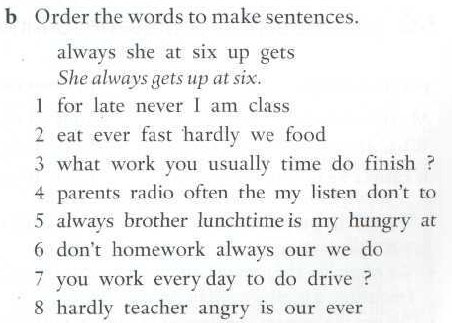 b Order the words to make sentences.
always she at six up gets
She always gets up at six.
1 for late never I am class
2 eat ever fast hardly we food
3 what work you usually time do finish ?
4 parents radio often the my listen don't to
5 always brother lunchtime is my hungry at
6 don't homework always our we do
7 you work every day to do drive ?
8 hardly teacher angry is our ever